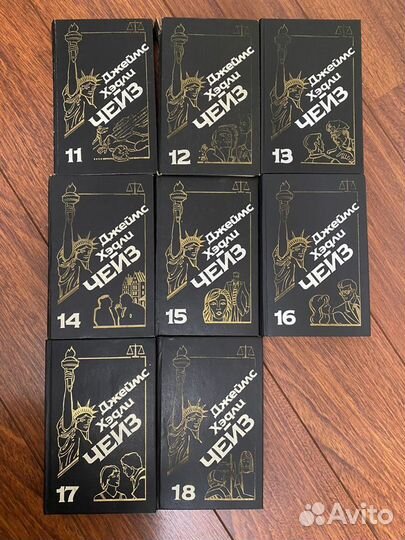 Джеймс
Хэдли
ЧЕЙЗ
11
Джеймс
Хэдли
ЧЕЙЗ
12
Джеймс
Хэдли
ЧЕЙЗ
13
Джеймс
Хэдли
ЧЕЙЗ
14
Джеймс
Хэдли
ЧЕЙЗ
15
Джеймс
Хэдли
ЧЕЙЗ
16
Джеймс
Хэдли
ЧЕЙЗ
17
Джеймс
Хэдли
ЧЕЙЗ
18
Avito